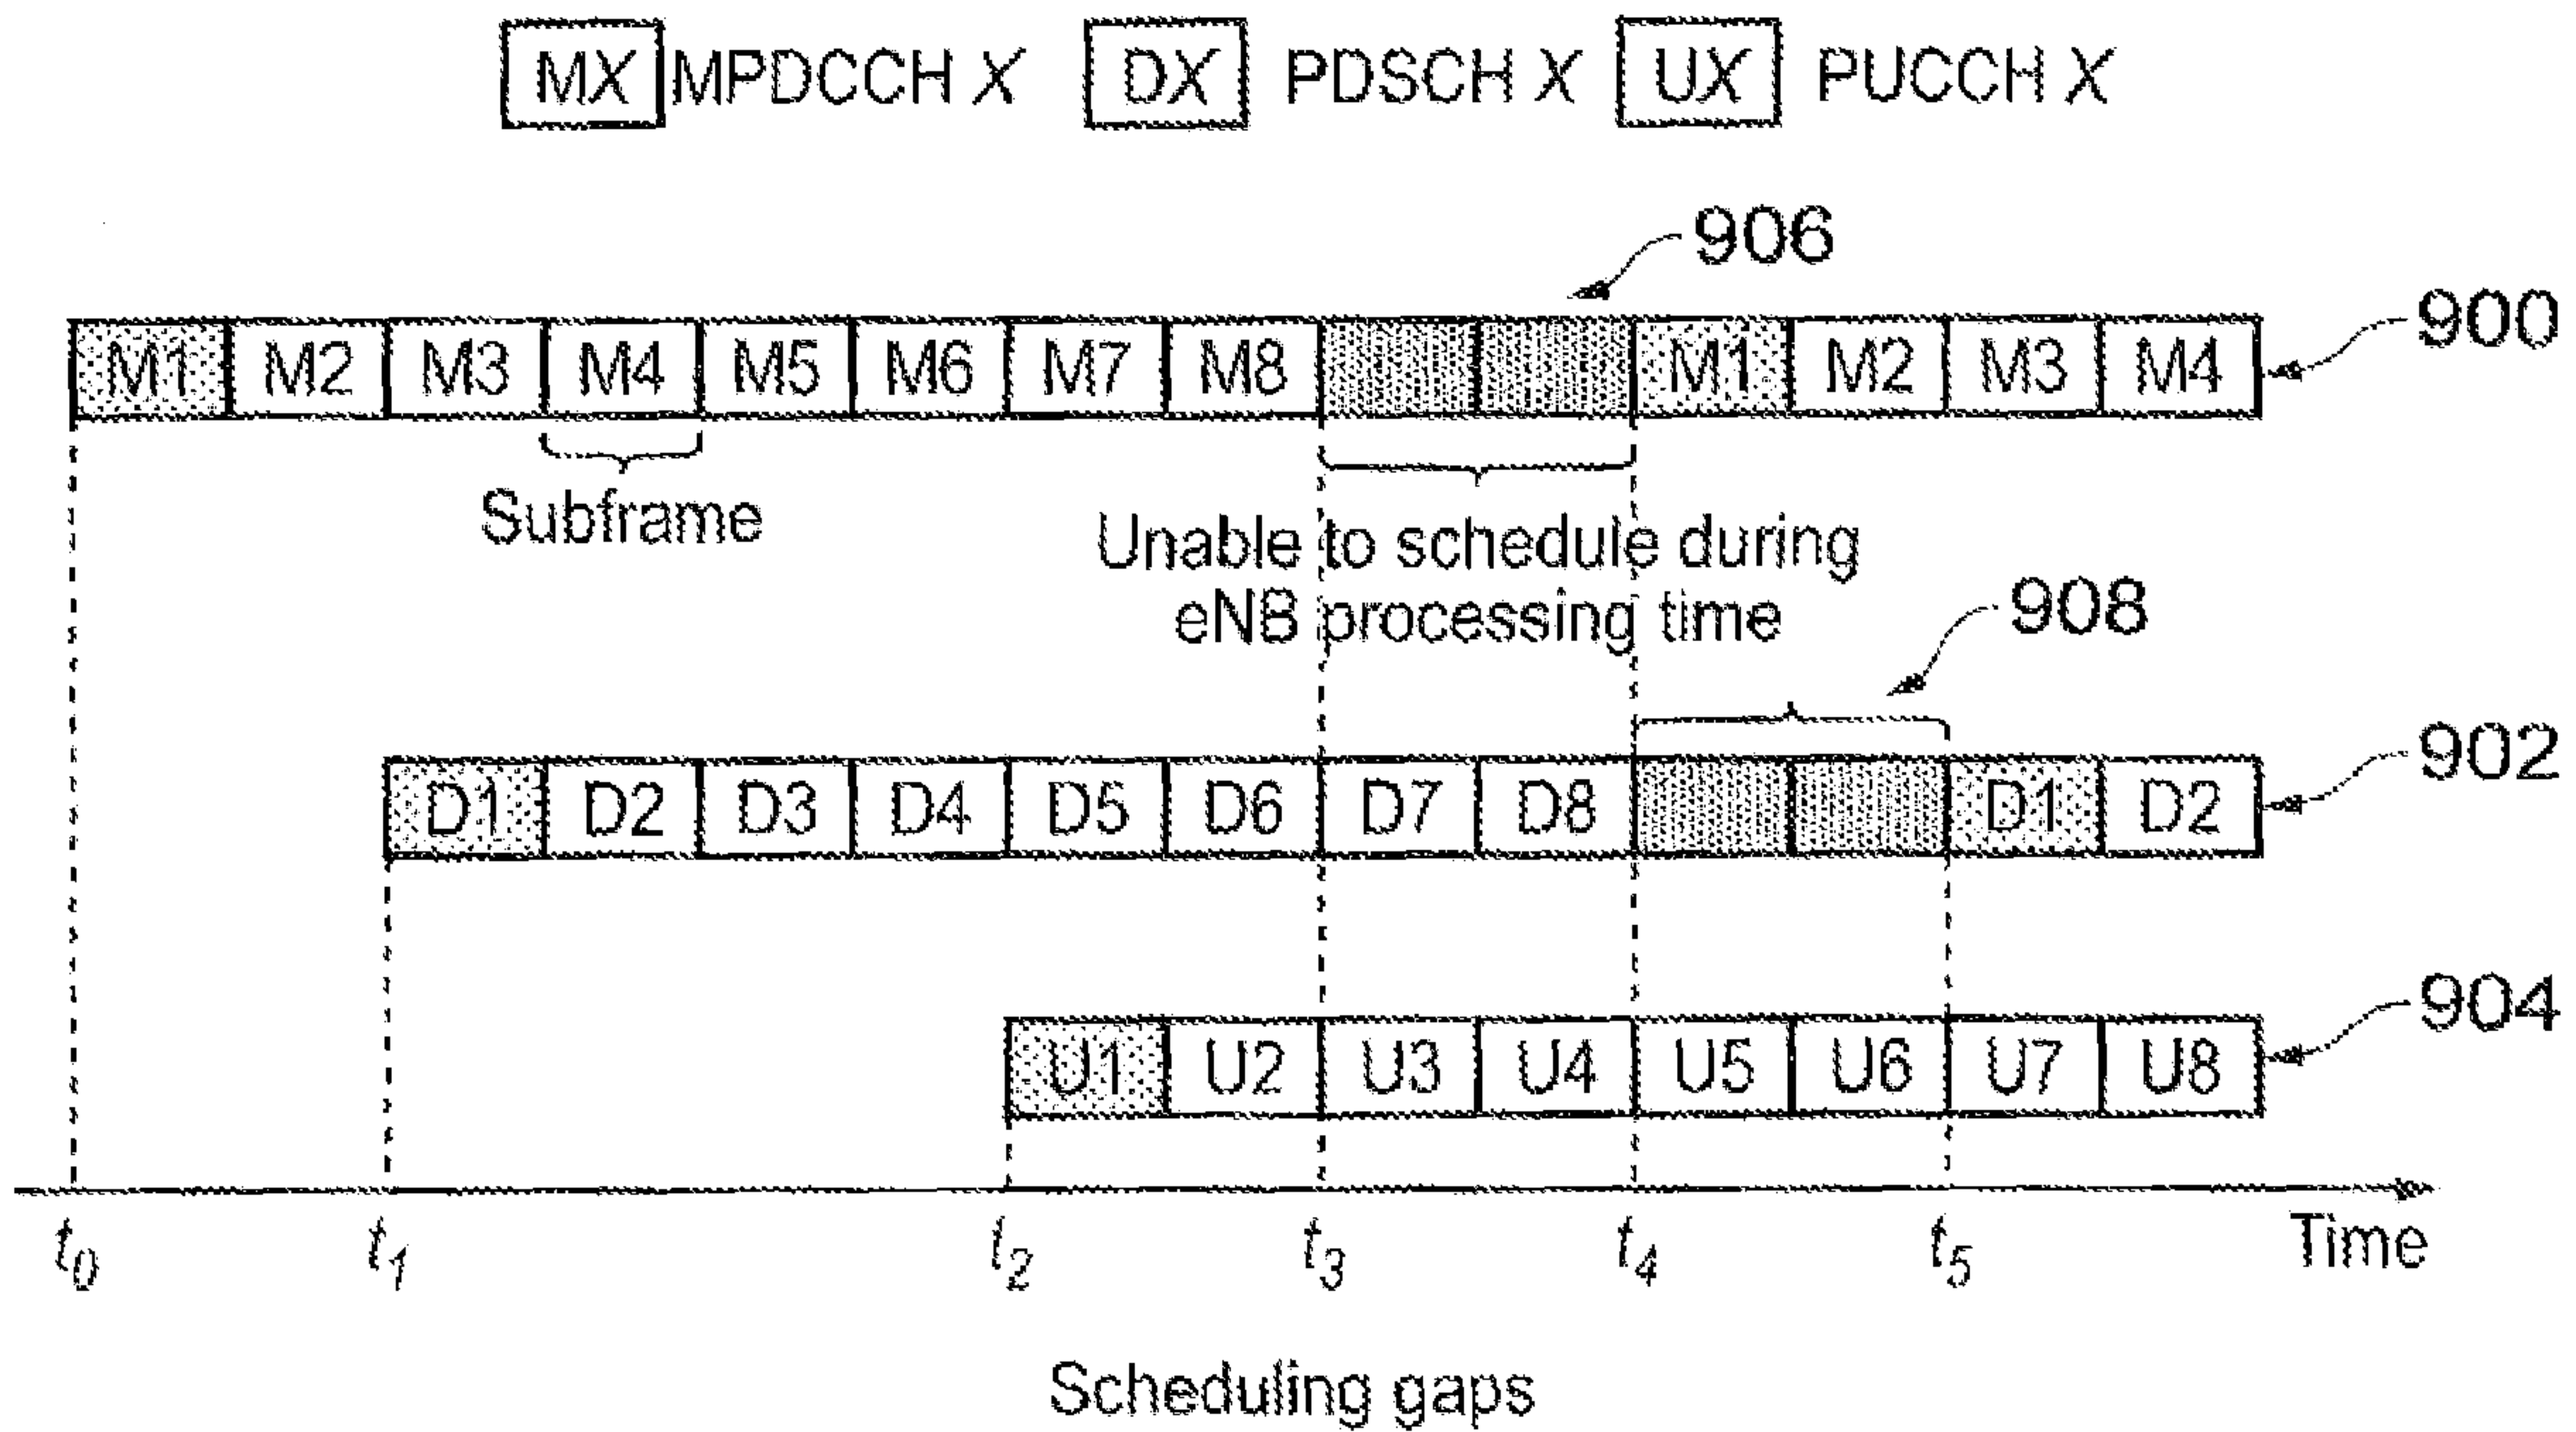 MX MPDCCH X DX PDSCH X UX PUCCH X
906
900
M1 M2 M3 M4 M5 M6 M7 M8 M1 M2 M3 M4
Subframe
Unable to schedule during
eNB processing time
908
902
D1 D2 D3 D4 D5 D6 D7 D8 D1 D2
904
U1 U2 U3 U4 U5 U6 U7 U8
t0 t1 t2 t3 t4 t5 Time
Scheduling gaps